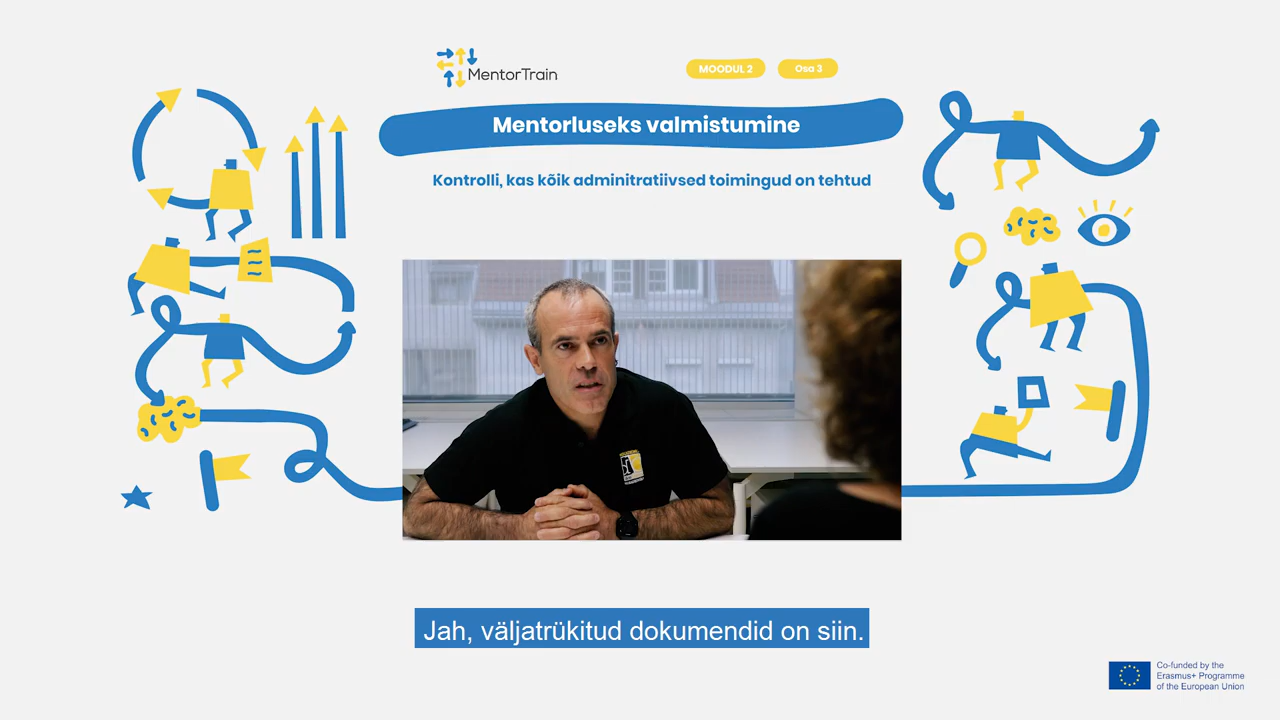 MentorTrain
MOODUL 2
Osa 3
Mentorluseks valmistumine
Kontrolli, kas kõik adminitratiivsed toimingud on tehtud
Jah, väljatrükitud dokumendid on siin.
Co-funded by the
Erasmus+ Programme
of the European Union